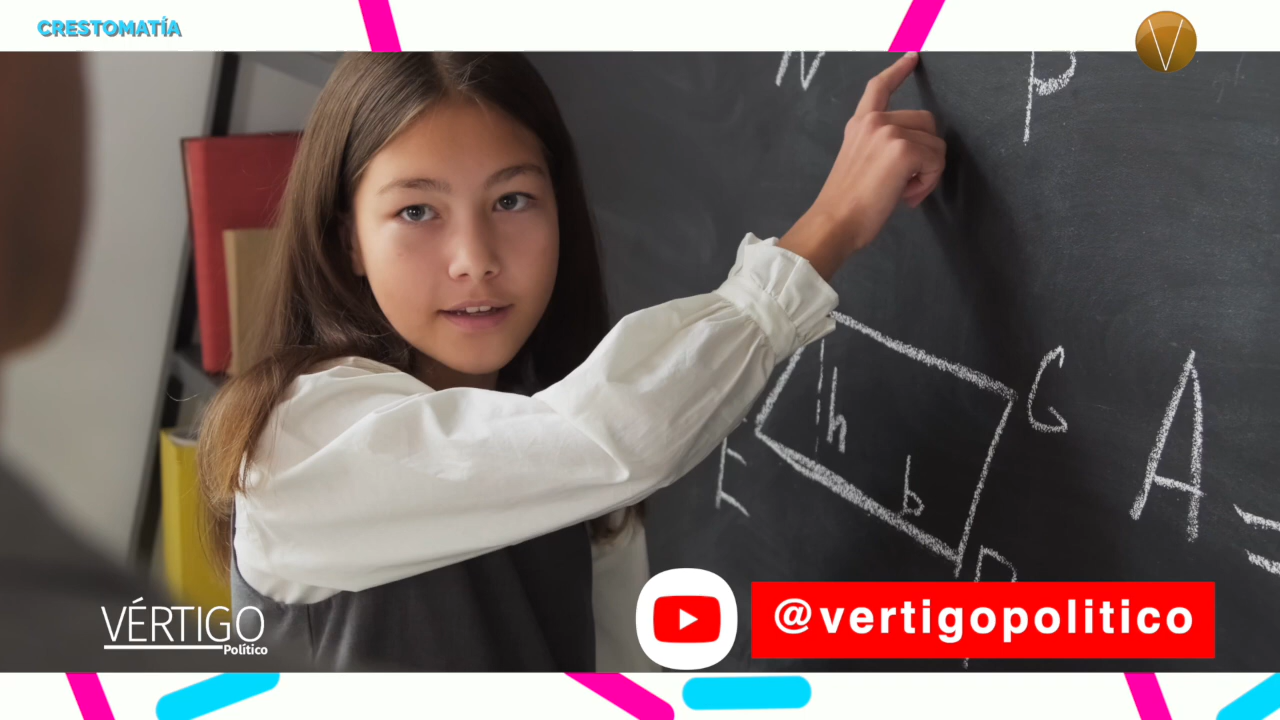 CRESTOMATÍA
V
N
P
h
G
A
=
E
b
D
VÉRTIGO
Político
@vertigopolitico